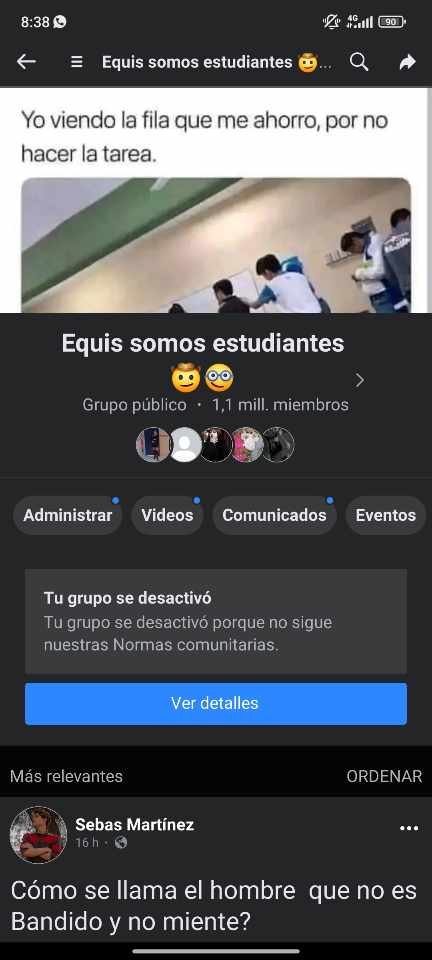 8:38
4G
90
Equis somos estudiantes 🤠...
Yo viendo la fila que me ahorro, por no
hacer la tarea.
Equis somos estudiantes
🤠🤓
Grupo público · 1,1 mill. miembros
Administrar
Videos
Comunicados
Eventos
Tu grupo se desactivó
Tu grupo se desactivó porque no sigue
nuestras Normas comunitarias.
Ver detalles
Más relevantes
ORDENAR
Sebas Martínez
16 h ·
Cómo se llama el hombre que no es
Bandido y no miente?